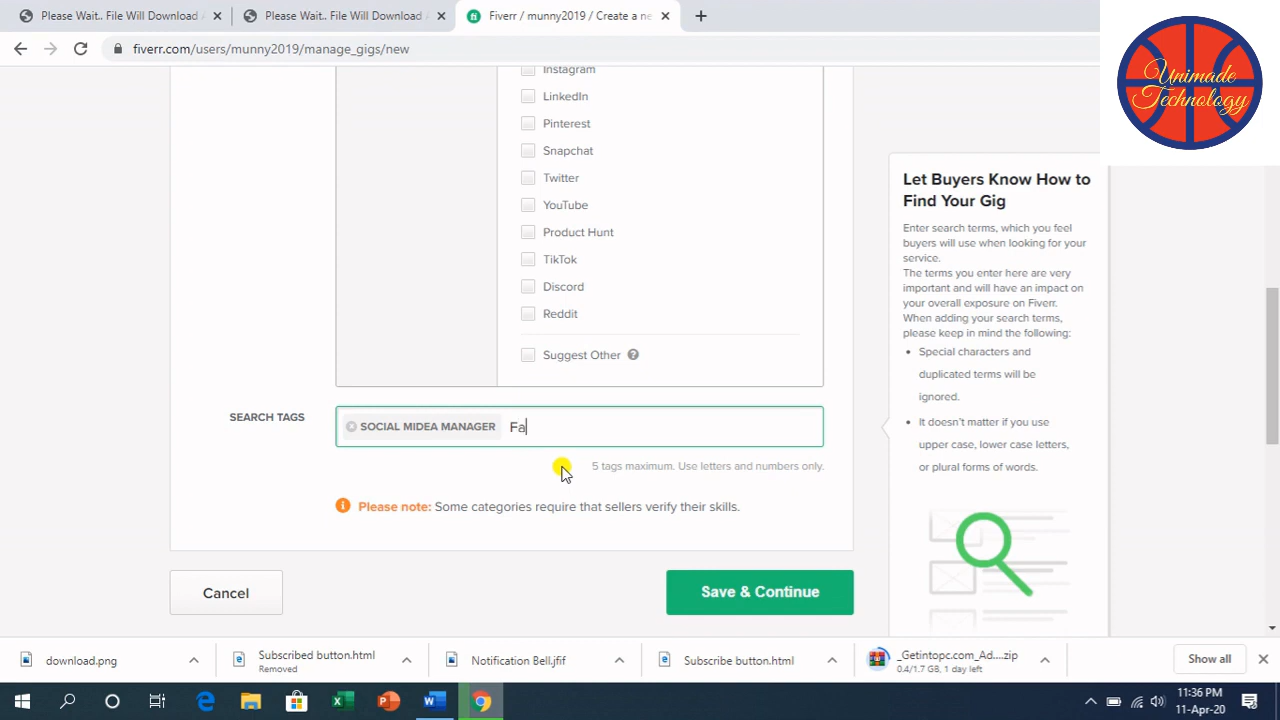 Please Wait.. File Will Download A
Please Wait.. File Will Download A
Fiverr / munny2019 / Create a ne
fiverr.com/users/munny2019/manage_gigs/new
Unimade
Technology
Instagram
LinkedIn
Pinterest
Snapchat
Twitter
YouTube
Product Hunt
TikTok
Discord
Reddit
Suggest Other ?
SEARCH TAGS
SOCIAL MIDEA MANAGER Fa
5 tags maximum. Use letters and numbers only.
Please note: Some categories require that sellers verify their skills.
Cancel
Save & Continue
Let Buyers Know How to
Find Your Gig
Enter search terms, which you feel
buyers will use when looking for your
service.
The terms you enter here are very
important and will have an impact on
your overall exposure on Fiverr.
When adding your search terms,
please keep in mind the following:
• Special characters and
duplicated terms will be
ignored.
• It doesn't matter if you use
upper case, lower case letters,
or plural forms of words.
download.png
Subscribed button.html
Removed
Notification Bell.jfif
Subscribe button.html
_Getintopc.com_Ad....zip
0.4/1.7 GB, 1 day left
Show all
11:36 PM
11-Apr-20